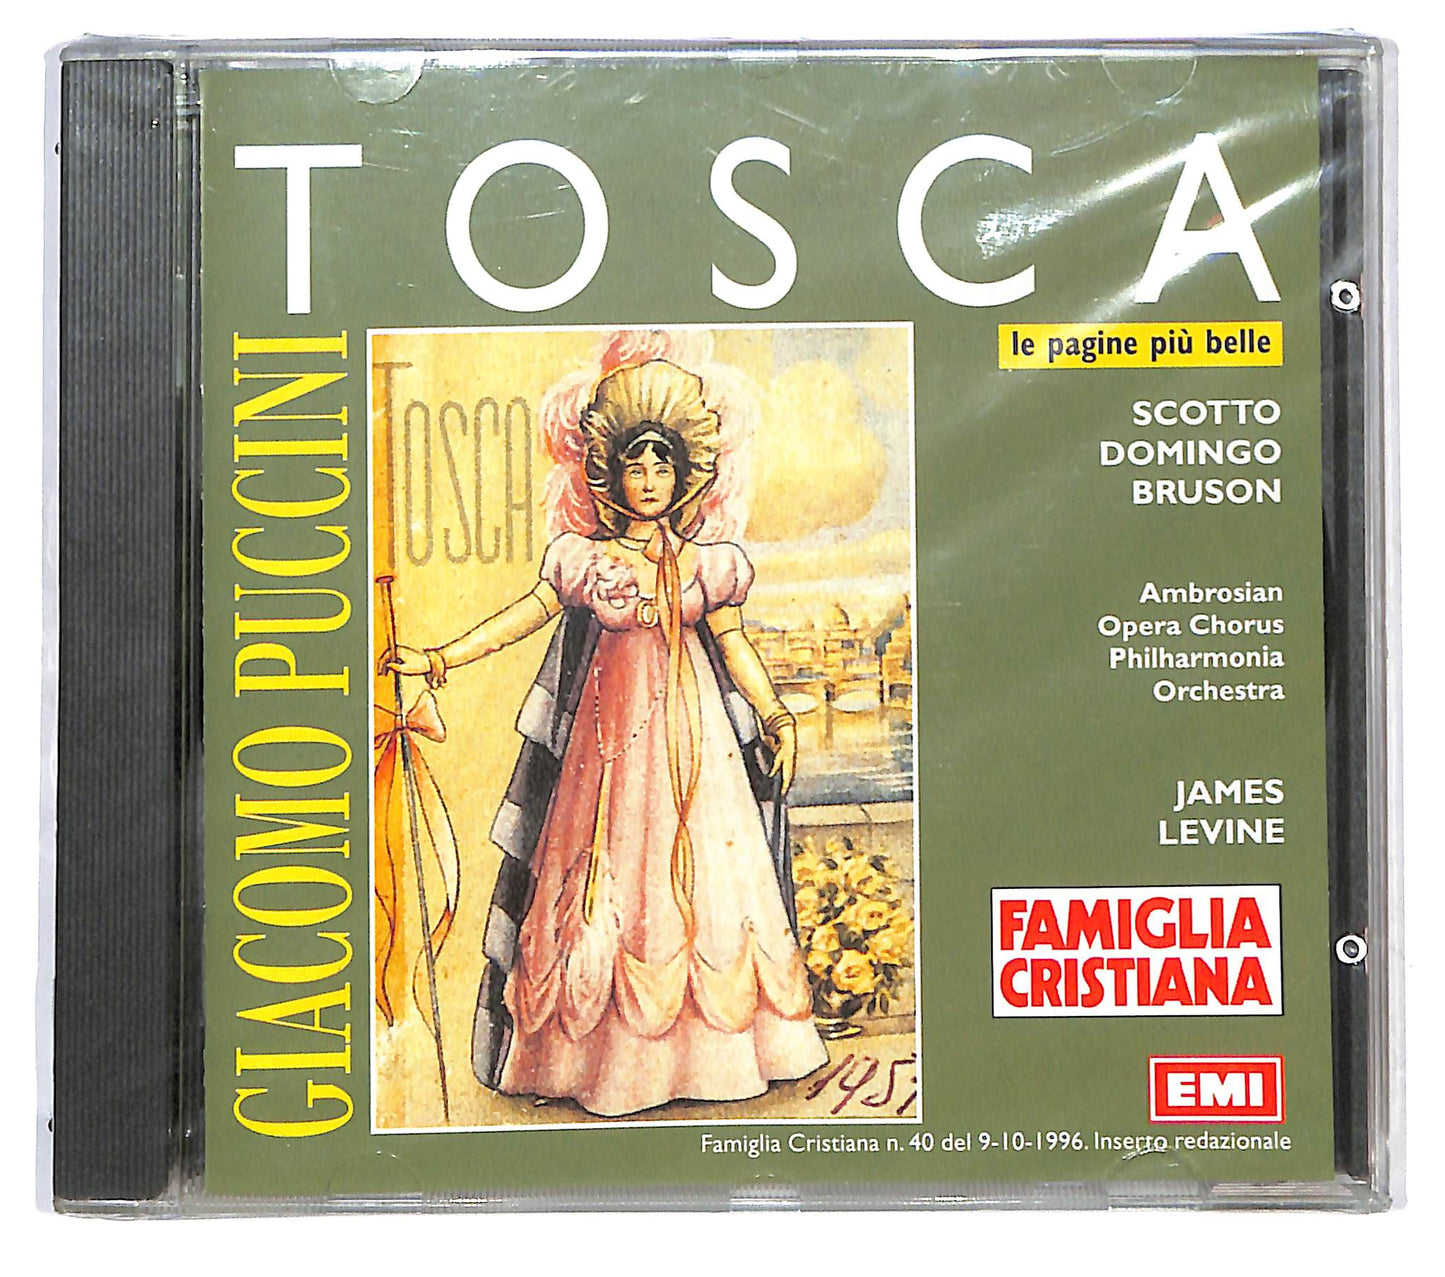 TOSCA
GIACOMO PUCCINI
TOSCA
1957
le pagine più belle
SCOTTO
DOMINGO
BRUSON
Ambrosian
Opera Chorus
Philharmonia
Orchestra
JAMES
LEVINE
FAMIGLIA
CRISTIANA
EMI
Famiglia Cristiana n. 40 del 9-10-1996. Inserto redazionale